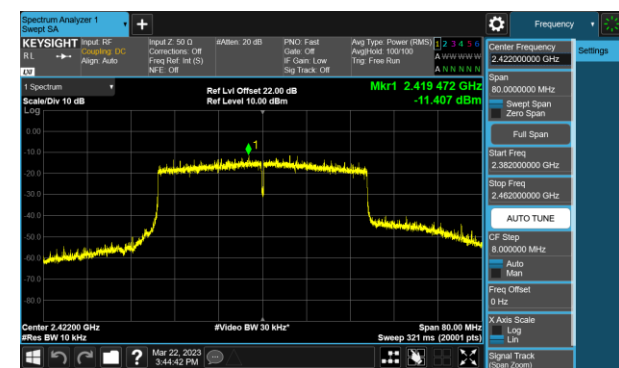 Spectrum Analyzer 1
Swept SA
+
Frequency
KEYSIGHT
RL
LXI
Input: RF
Coupling: DC
Align: Auto
Input Z: 50 Ω
Corrections: Off
Freq Ref: Int (S)
NFE: Off
#Atten: 20 dB
PNO: Fast
Gate: Off
IF Gain: Low
Sig Track: Off
Avg Type: Power (RMS)
Avg|Hold: 100/100
Trig: Free Run
1 2 3 4 5 6
A W W W W W
A N N N N N
1 Spectrum
Scale/Div 10 dB
Log
Ref Lvl Offset 22.00 dB
Ref Level 10.00 dBm
Mkr1 2.419 472 GHz
-11.407 dBm
1
0.00
-10.0
-20.0
-30.0
-40.0
-50.0
-60.0
-70.0
-80.0
Center 2.42200 GHz
#Res BW 10 kHz
#Video BW 30 kHz*
Span 80.00 MHz
Sweep 321 ms (20001 pts)
Center Frequency
2.422000000 GHz
Settings
Span
80.0000000 MHz
Swept Span
Zero Span
Full Span
Start Freq
2.382000000 GHz
Stop Freq
2.462000000 GHz
AUTO TUNE
CF Step
8.000000 MHz
Auto
Man
Freq Offset
0 Hz
X Axis Scale
Log
Lin
Signal Track
(Span Zoom)
?
Mar 22, 2023
3:44:42 PM